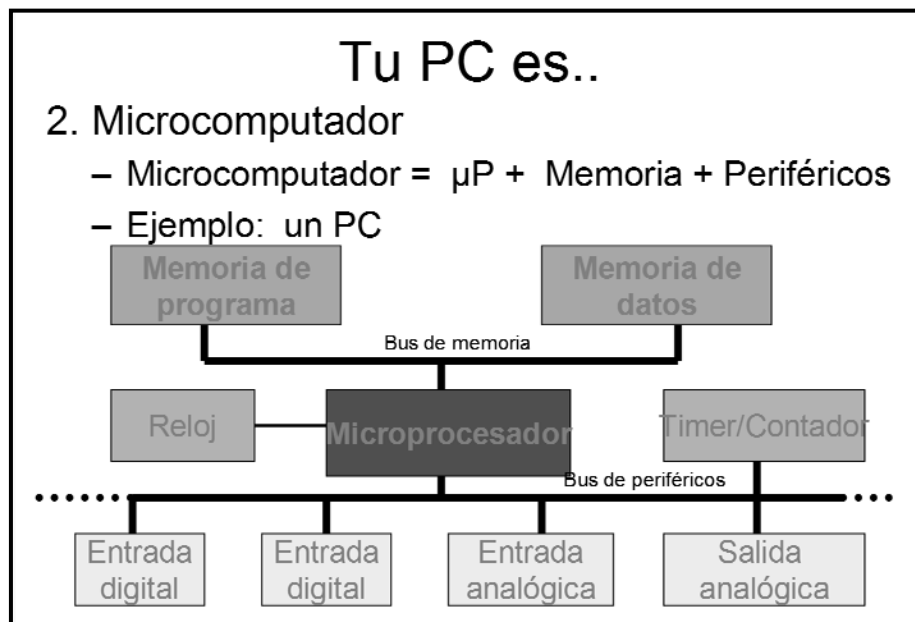 Tu PC es..
2. Microcomputador
– Microcomputador = µP + Memoria + Periféricos
– Ejemplo: un PC
Memoria de
programa
Memoria de
datos
Bus de memoria
Reloj
Microprocesador
Timer/Contador
Bus de periféricos
Entrada
digital
Entrada
digital
Entrada
analógica
Salida
analógica